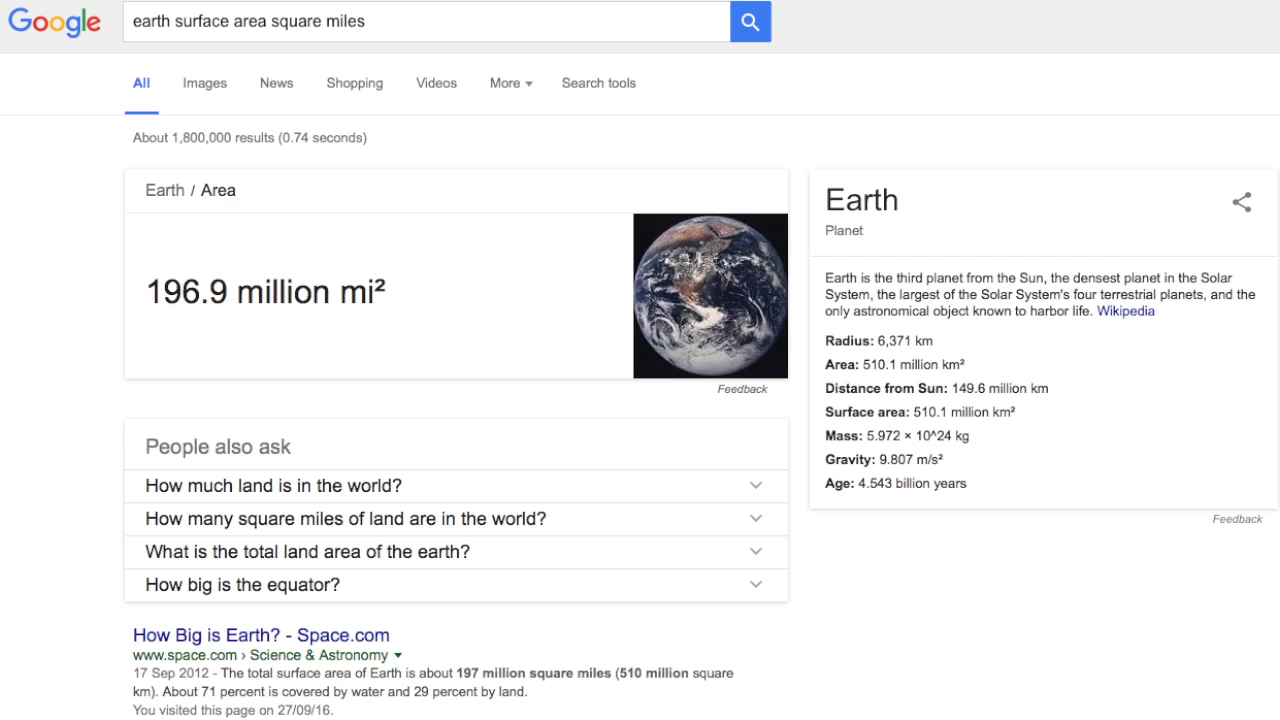 Google
earth surface area square miles
All Images News Shopping Videos More Search tools
About 1,800,000 results (0.74 seconds)
Earth / Area
196.9 million mi²
Feedback
People also ask
How much land is in the world?
How many square miles of land are in the world?
What is the total land area of the earth?
How big is the equator?
How Big is Earth? - Space.com
www.space.com › Science & Astronomy
17 Sep 2012 - The total surface area of Earth is about 197 million square miles (510 million square
km). About 71 percent is covered by water and 29 percent by land.
You visited this page on 27/09/16.
Earth
Planet
Earth is the third planet from the Sun, the densest planet in the Solar
System, the largest of the Solar System's four terrestrial planets, and the
only astronomical object known to harbor life. Wikipedia
Radius: 6,371 km
Area: 510.1 million km²
Distance from Sun: 149.6 million km
Surface area: 510.1 million km²
Mass: 5.972 × 10^24 kg
Gravity: 9.807 m/s²
Age: 4.543 billion years
Feedback